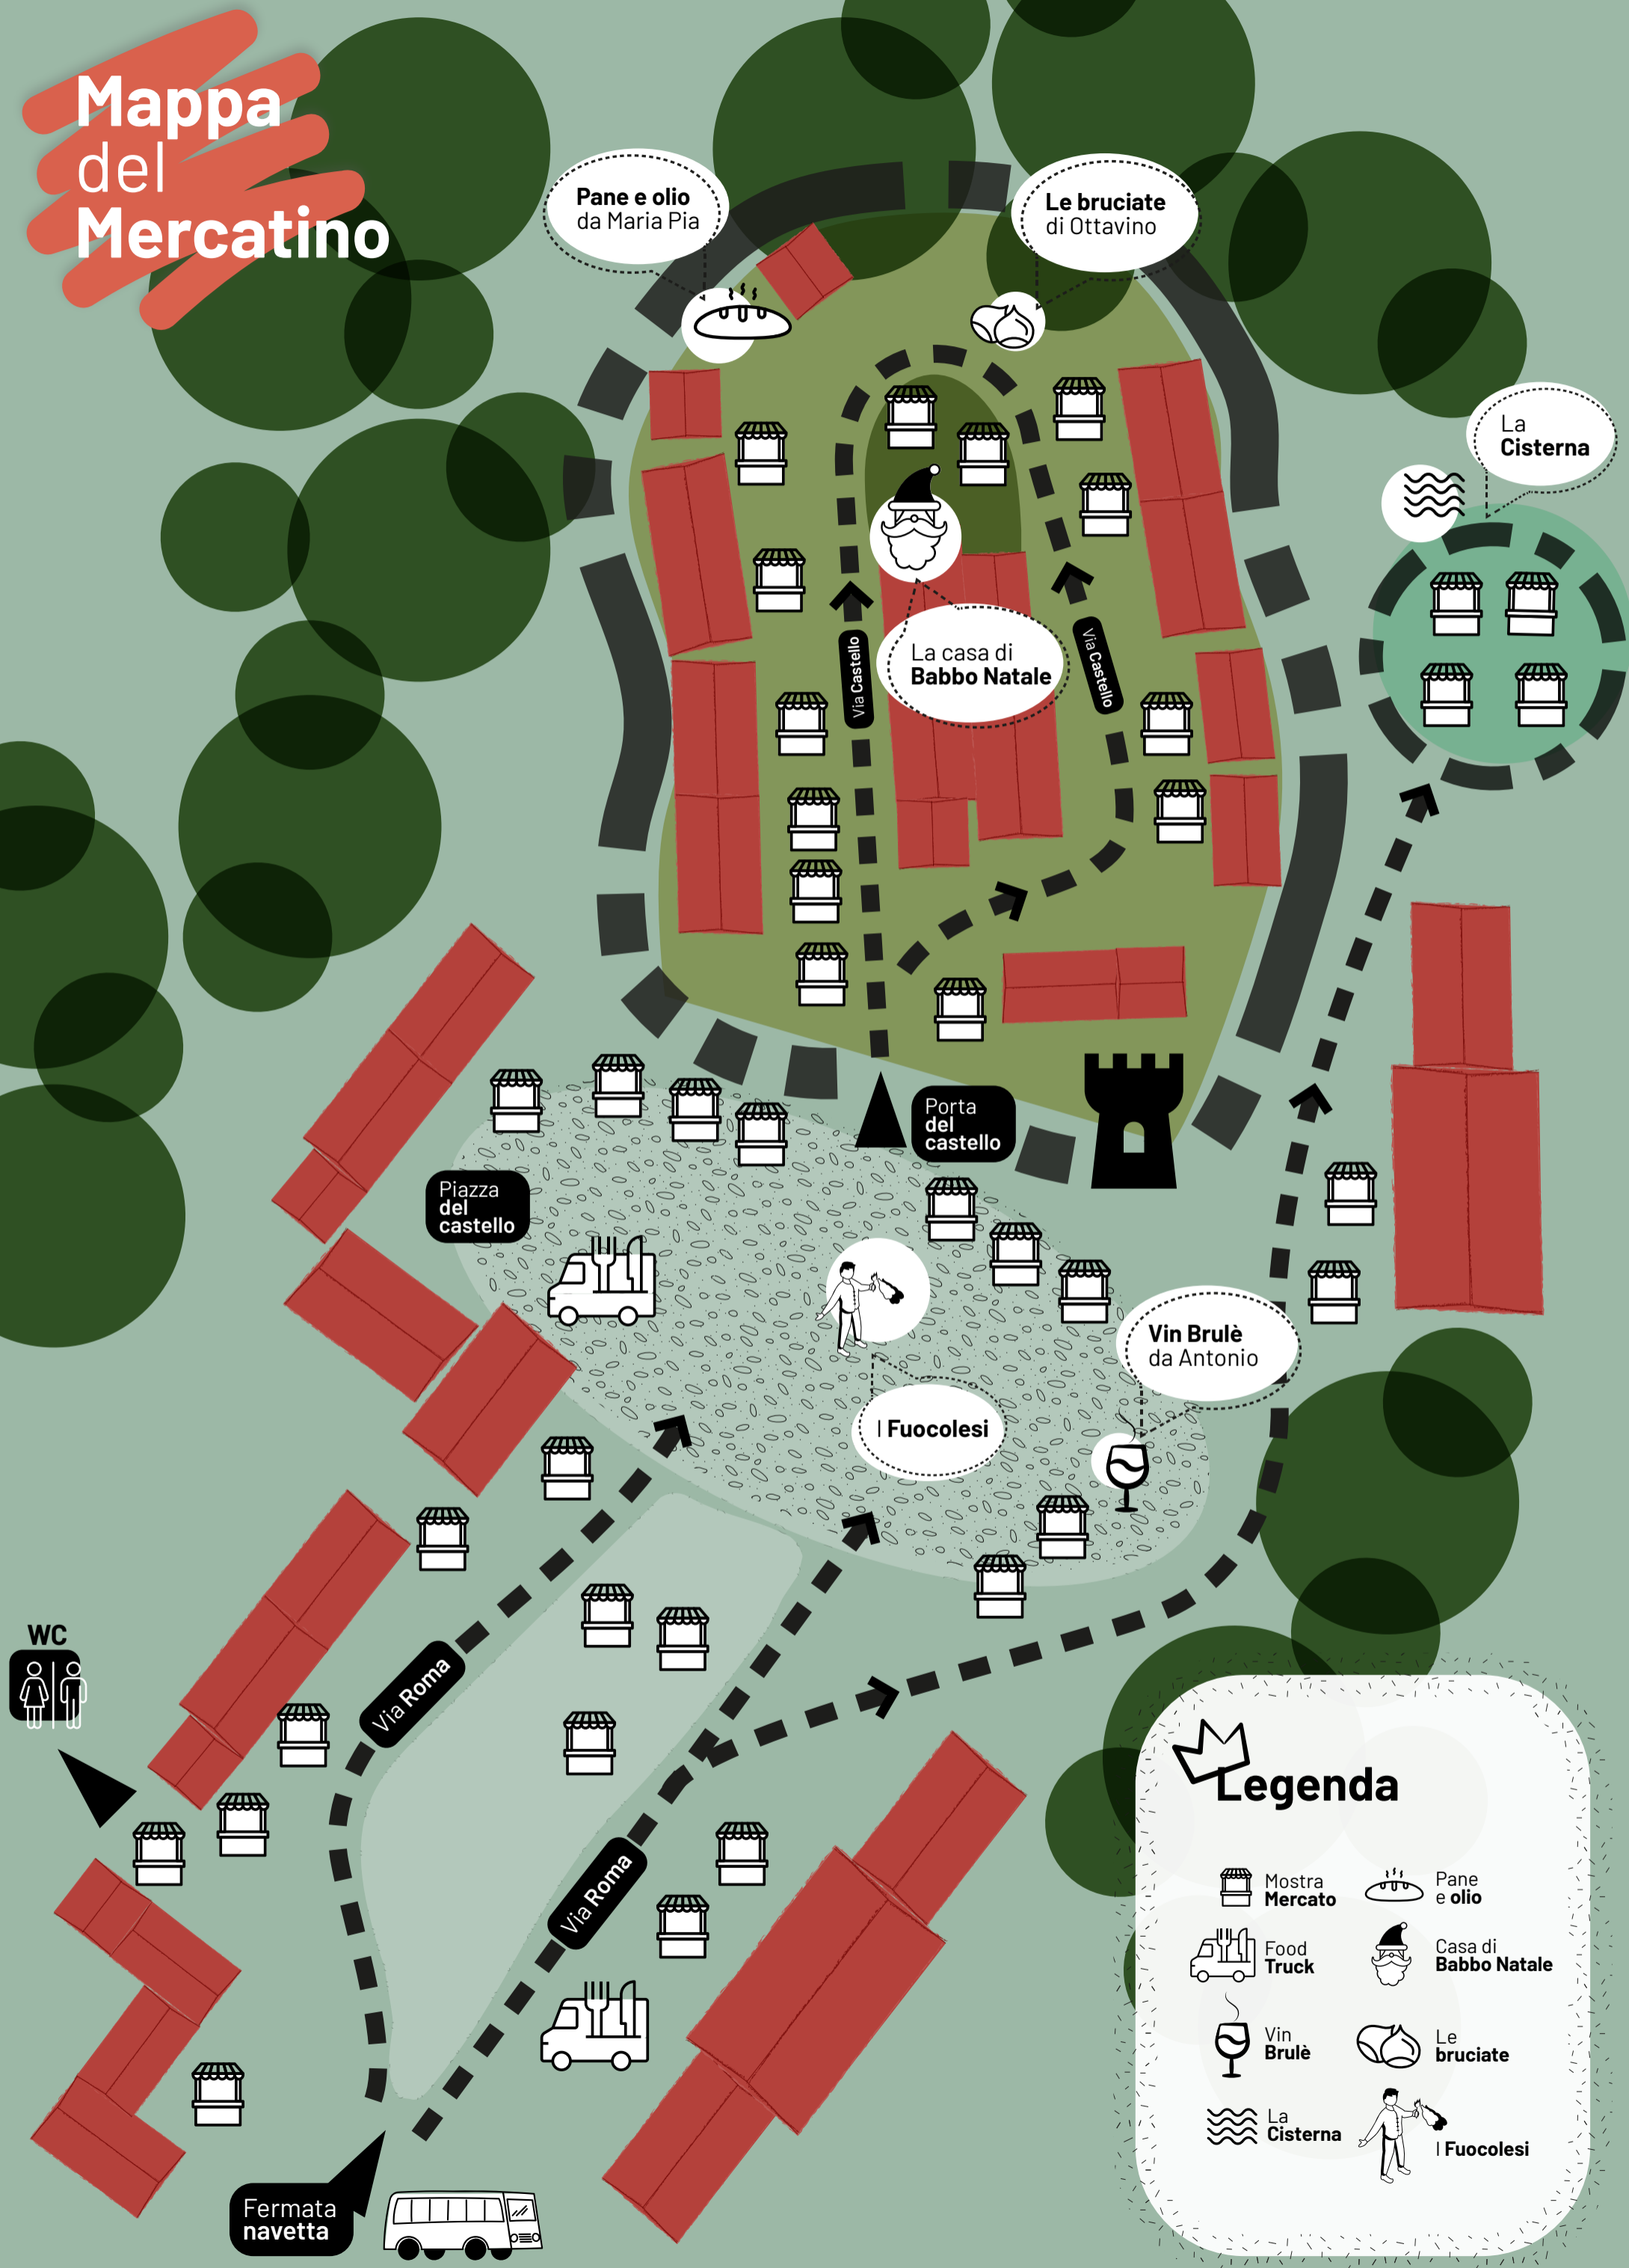 Mappa
del
Mercatino
Pane e olio
da Maria Pia
Le bruciate
di Ottavino
La
Cisterna
La casa di
Babbo Natale
Via Castello
Via Castello
Porta
del
castello
Piazza
del
castello
Vin Brulè
da Antonio
I Fuocolesi
WC
Via Roma
Via Roma
Fermata
navetta
Legenda
Mostra
Mercato
Pane
e olio
Food
Truck
Casa di
Babbo Natale
Vin
Brulè
Le
bruciate
La
Cisterna
I Fuocolesi